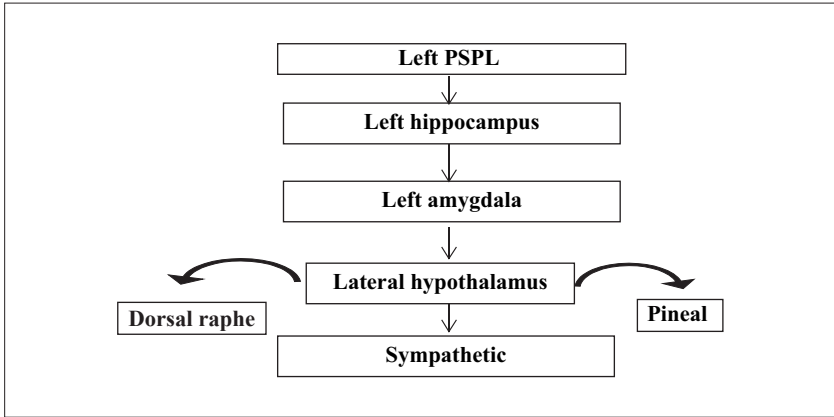 Left PSPL
Left hippocampus
Left amygdala
Lateral hypothalamus
Dorsal raphe
Pineal
Sympathetic